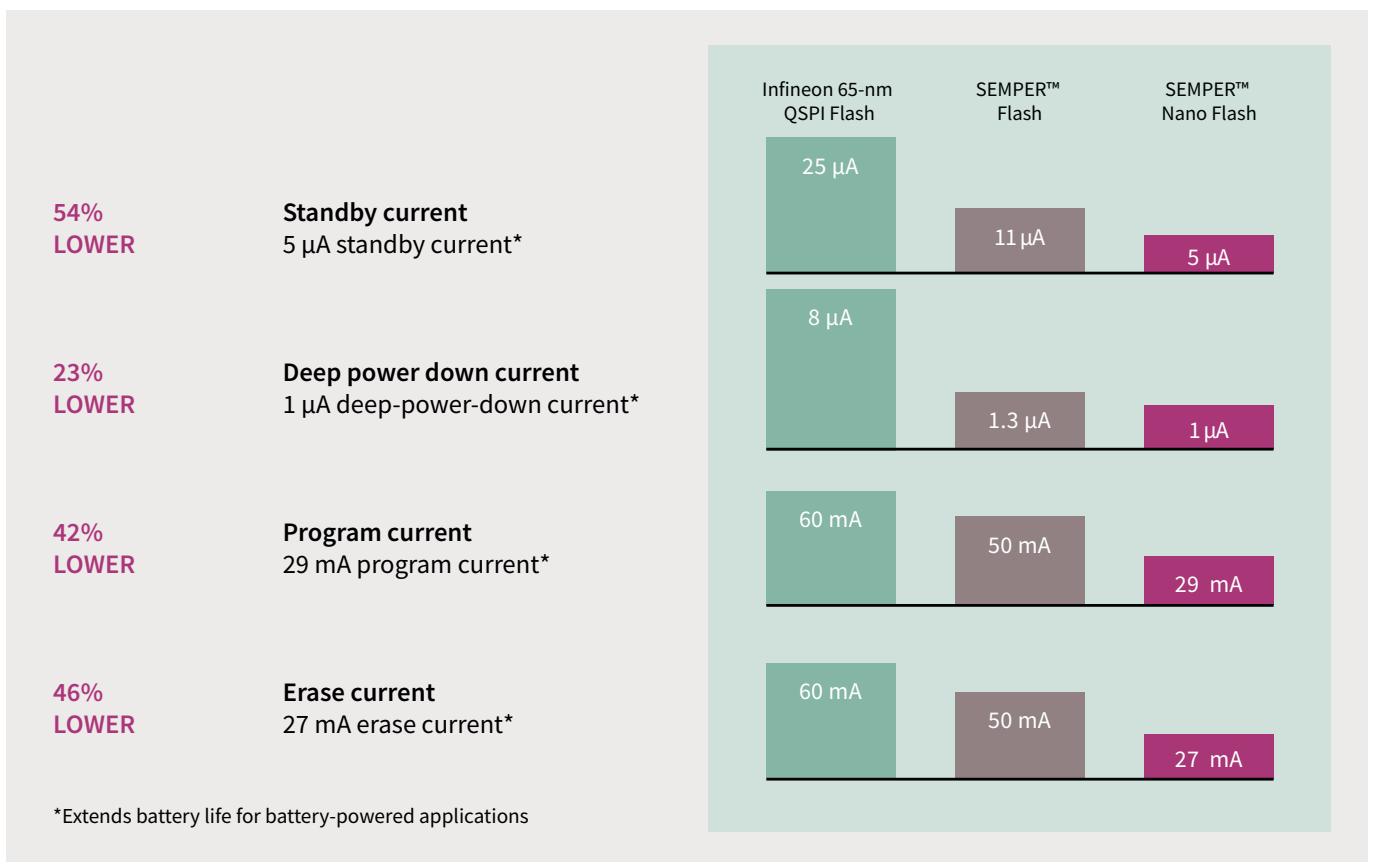 Infineon 65-nm
QSPI Flash
SEMPER™
Flash
SEMPER™
Nano Flash
54%
LOWER
Standby current
5 µA standby current*
25 µA
11 µA
5 µA
23%
LOWER
Deep power down current
1 µA deep-power-down current*
8 µA
1.3 µA
1 µA
42%
LOWER
Program current
29 mA program current*
60 mA
50 mA
29 mA
46%
LOWER
Erase current
27 mA erase current*
60 mA
50 mA
27 mA
*Extends battery life for battery-powered applications